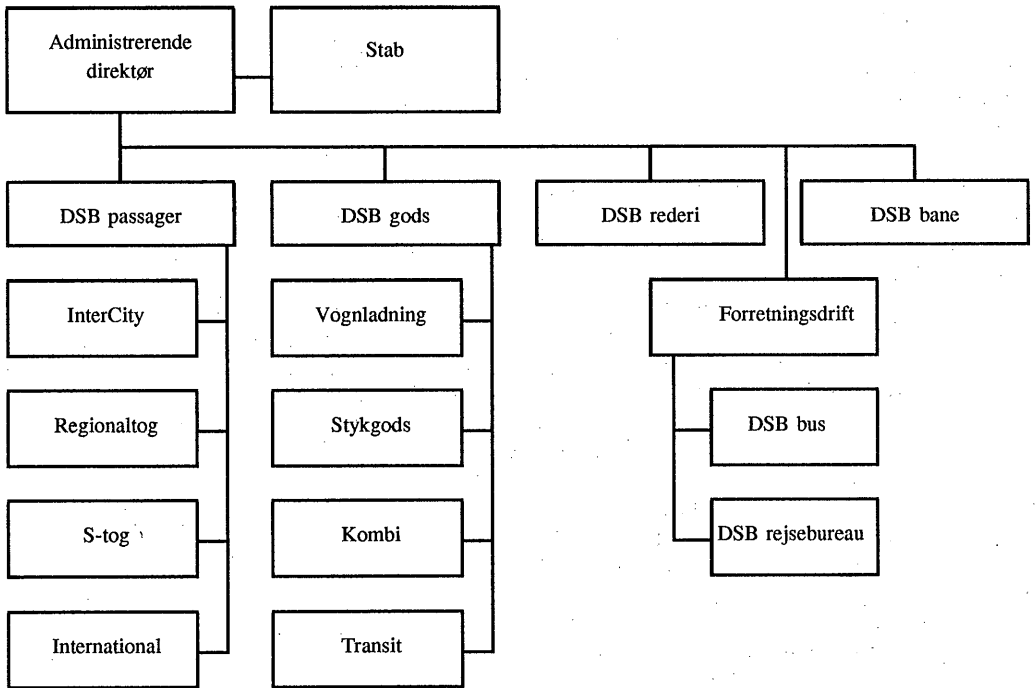 Administrerende
direktør
Stab
DSB passager
DSB gods
DSB rederi
DSB bane
InterCity
Vognladning
Forretningsdrift
Regionaltog
Stykgods
DSB bus
S-tog
Kombi
DSB rejsebureau
International
Transit